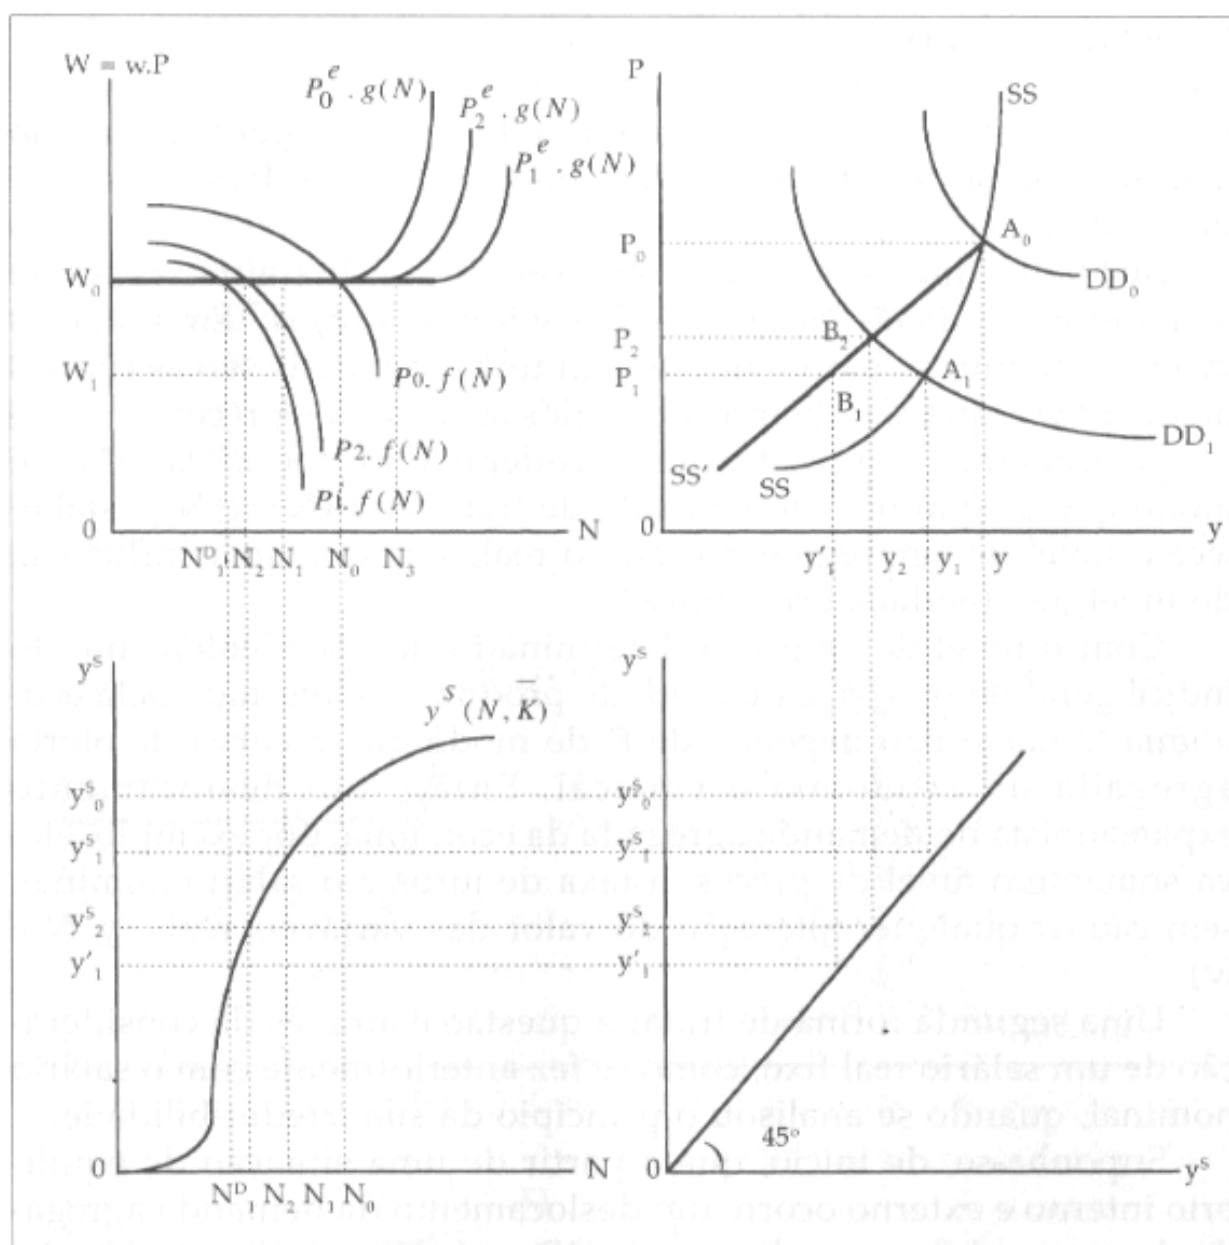 W = w.P
P₀ᵉ . g(N)
P₂ᵉ . g(N)
P₁ᵉ . g(N)
W₀
W₁
P₀. f(N)
P2. f(N)
P1. f(N)
0
N
Nᴰ₁ N₂ N₁ N₀ N₃
P
SS
A₀
P₀
DD₀
B₂
P₂
P₁
A₁
B₁
DD₁
SS'
SS
0
y
y'₁ y₂ y₁ y
yˢ
yˢ (N, K̅)
yˢ₀
yˢ₁
yˢ₂
y'₁
0
N
Nᴰ₁ N₂ N₁ N₀
yˢ
yˢ₀
yˢ₁
yˢ₂
y'₁
45º
0
yˢ